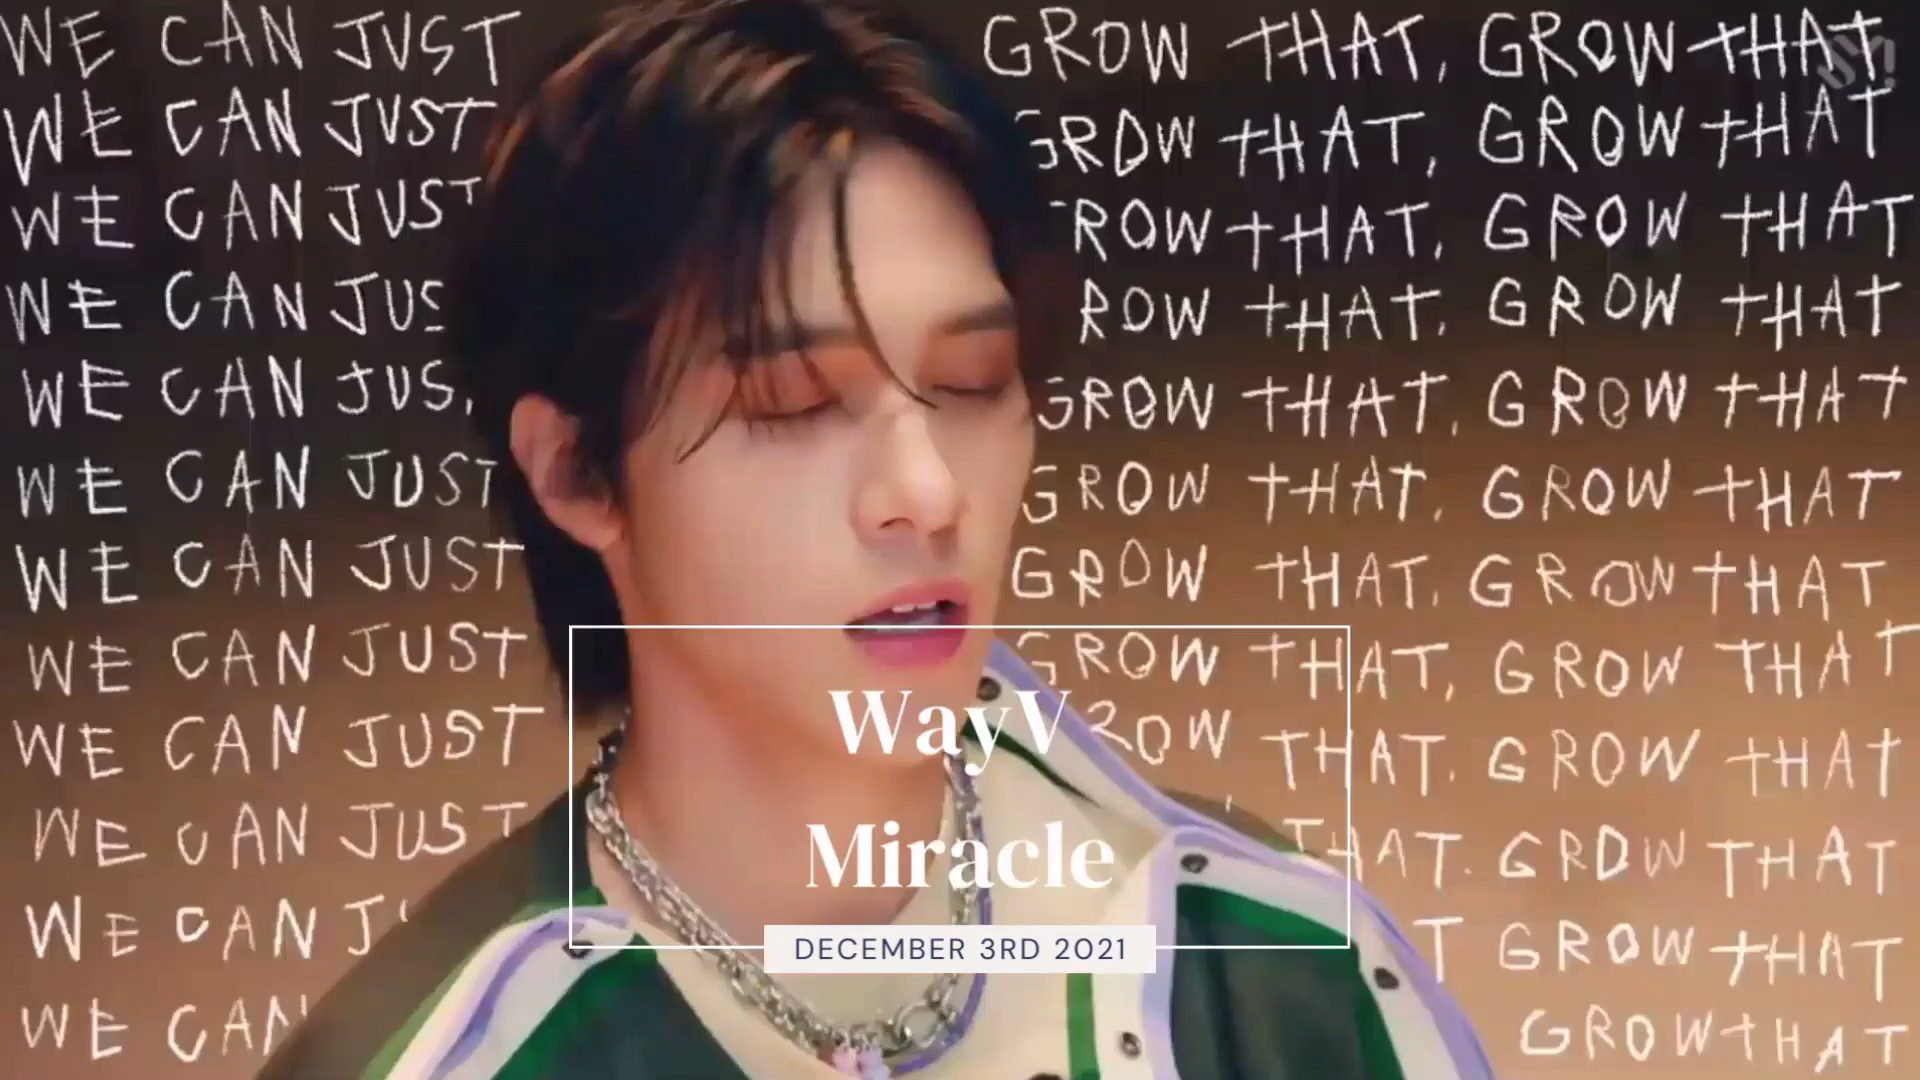 WE CAN JUST GROW THAT, GROW THAT
WE CAN JUST GROW THAT, GROW THAT
WE CAN JUST ROW THAT, GROW THAT
WE CAN JUS ROW THAT, GROW THAT
WE CAN JUS GROW THAT, GROW THAT
WE CAN JUST GROW THAT, GROW THAT
WE CAN JUST GROW THAT, GROW THAT
WE CAN JUST GROW THAT, GROW THAT
WE CAN JUST ROW, THAT. GROW THAT
WE CAN JUST THAT. GROW THAT
WE CAN J T GROW THAT
WE CAN GROW THAT
WayV
Miracle
DECEMBER 3RD 2021